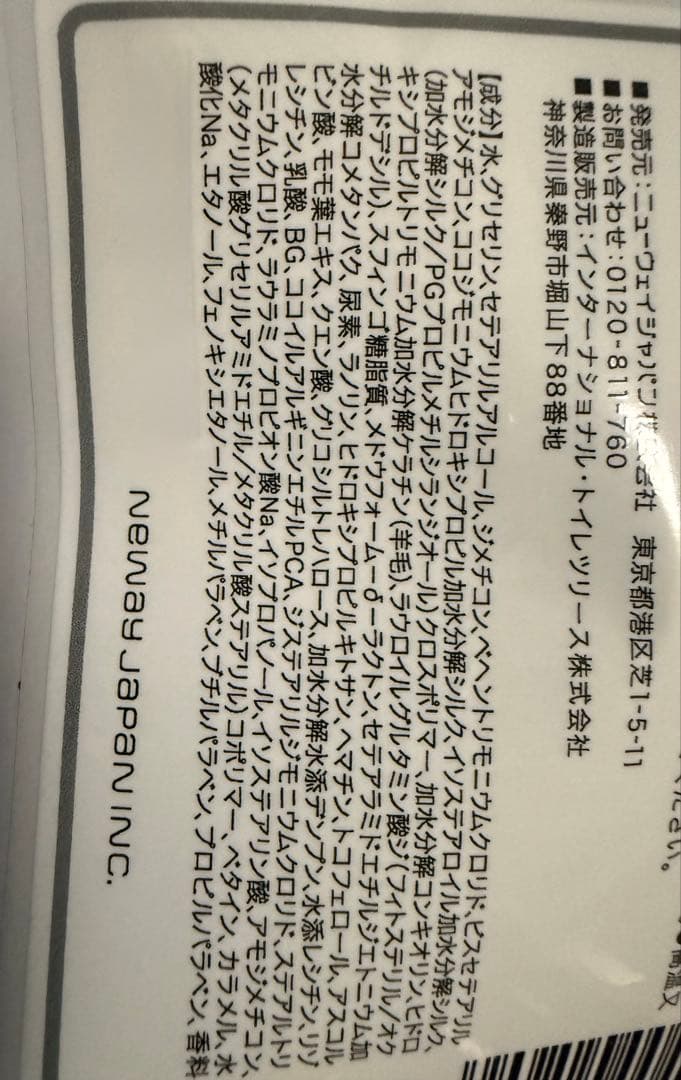 ください。
高温又
■発売元:ニューウェイジャパン株式会社 東京都港区芝1-5-11
■お問い合わせ:0120-811-760
■製造販売元:インターナショナル・トイレツリース株式会社
神奈川県秦野市堀山下88番地
【成分】水、グリセリン、セテアリルアルコール、ジメチコン、ベヘントリモニウムクロリド、ビスセテアリル
アモジメチコン、ココジモニウムヒドロキシプロピル加水分解シルク、イソステアロイル加水分解シルク、
(加水分解シルク/PGプロピルメチルシランジオール)クロスポリマー、加水分解コンキオリン、ヒドロ
キシプロピルトリモニウム加水分解ケラチン(羊毛)、ラウロイルグルタミン酸ジ(フィトステリル/オク
チルドデシル)、スフィンゴ糖脂質、メドウフォーム-δ-ラクトン、セテアラミドエチルジエトニウム加
水分解コメタンパク、尿素、ラノリン、ヒドロキシプロピルキトサン、ヘマチン、トコフェロール、アスコル
ビン酸、モモ葉エキス、クエン酸、グリコシルトレハロース、加水分解水添デンプン、水添レシチン、リゾ
レシチン、乳酸、BG、ココイルアルギニンエチルPCA、ジステアリルジモニウムクロリド、ステアルトリ
モニウムクロリド、ラウラミノプロピオン酸Na、イソプロパノール、イソステアリン酸、アモジメチコン、
(メタクリル酸グリセリルアミドエチル/メタクリル酸ステアリル)コポリマー、ベタイン、カラメル、水
酸化Na、エタノール、フェノキシエタノール、メチルパラベン、ブチルパラベン、プロピルパラベン、香料
Neway Japan Inc.